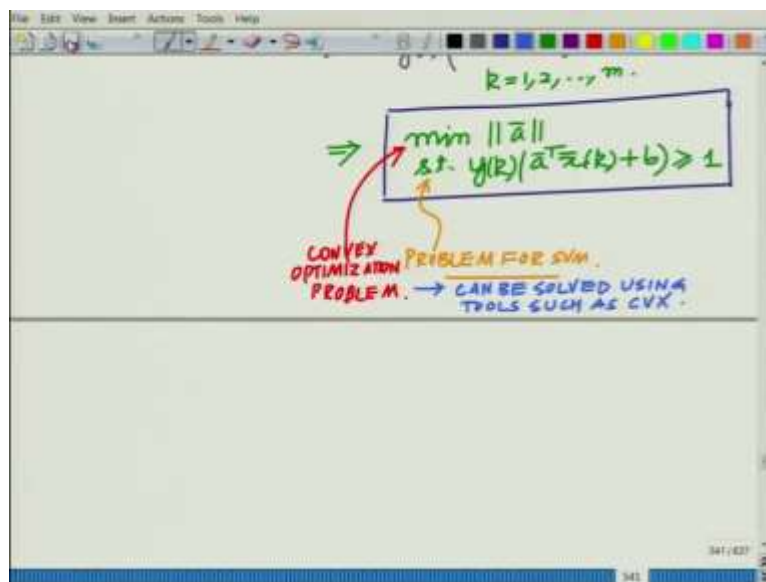 File Edit View Insert Actions Tools Help
k = 1, 2, ..., m.
⇒ min ||ā||
s.t. y(k)(āᵀx̄(k) + b) ≥ 1
CONVEX
OPTIMIZATION
PROBLEM.
PROBLEM FOR SVM.
→ CAN BE SOLVED USING
TOOLS SUCH AS CVX.
541